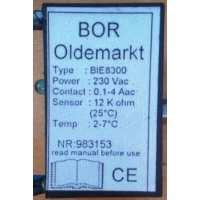 BOR
Oldemarkt
Type : BIE8300
Power : 230 Vac
Contact : 0.1-4 Aac
Sensor : 12 K ohm
(25°C)
Temp : 2-7°C
NR:983153
read manual before use
CE